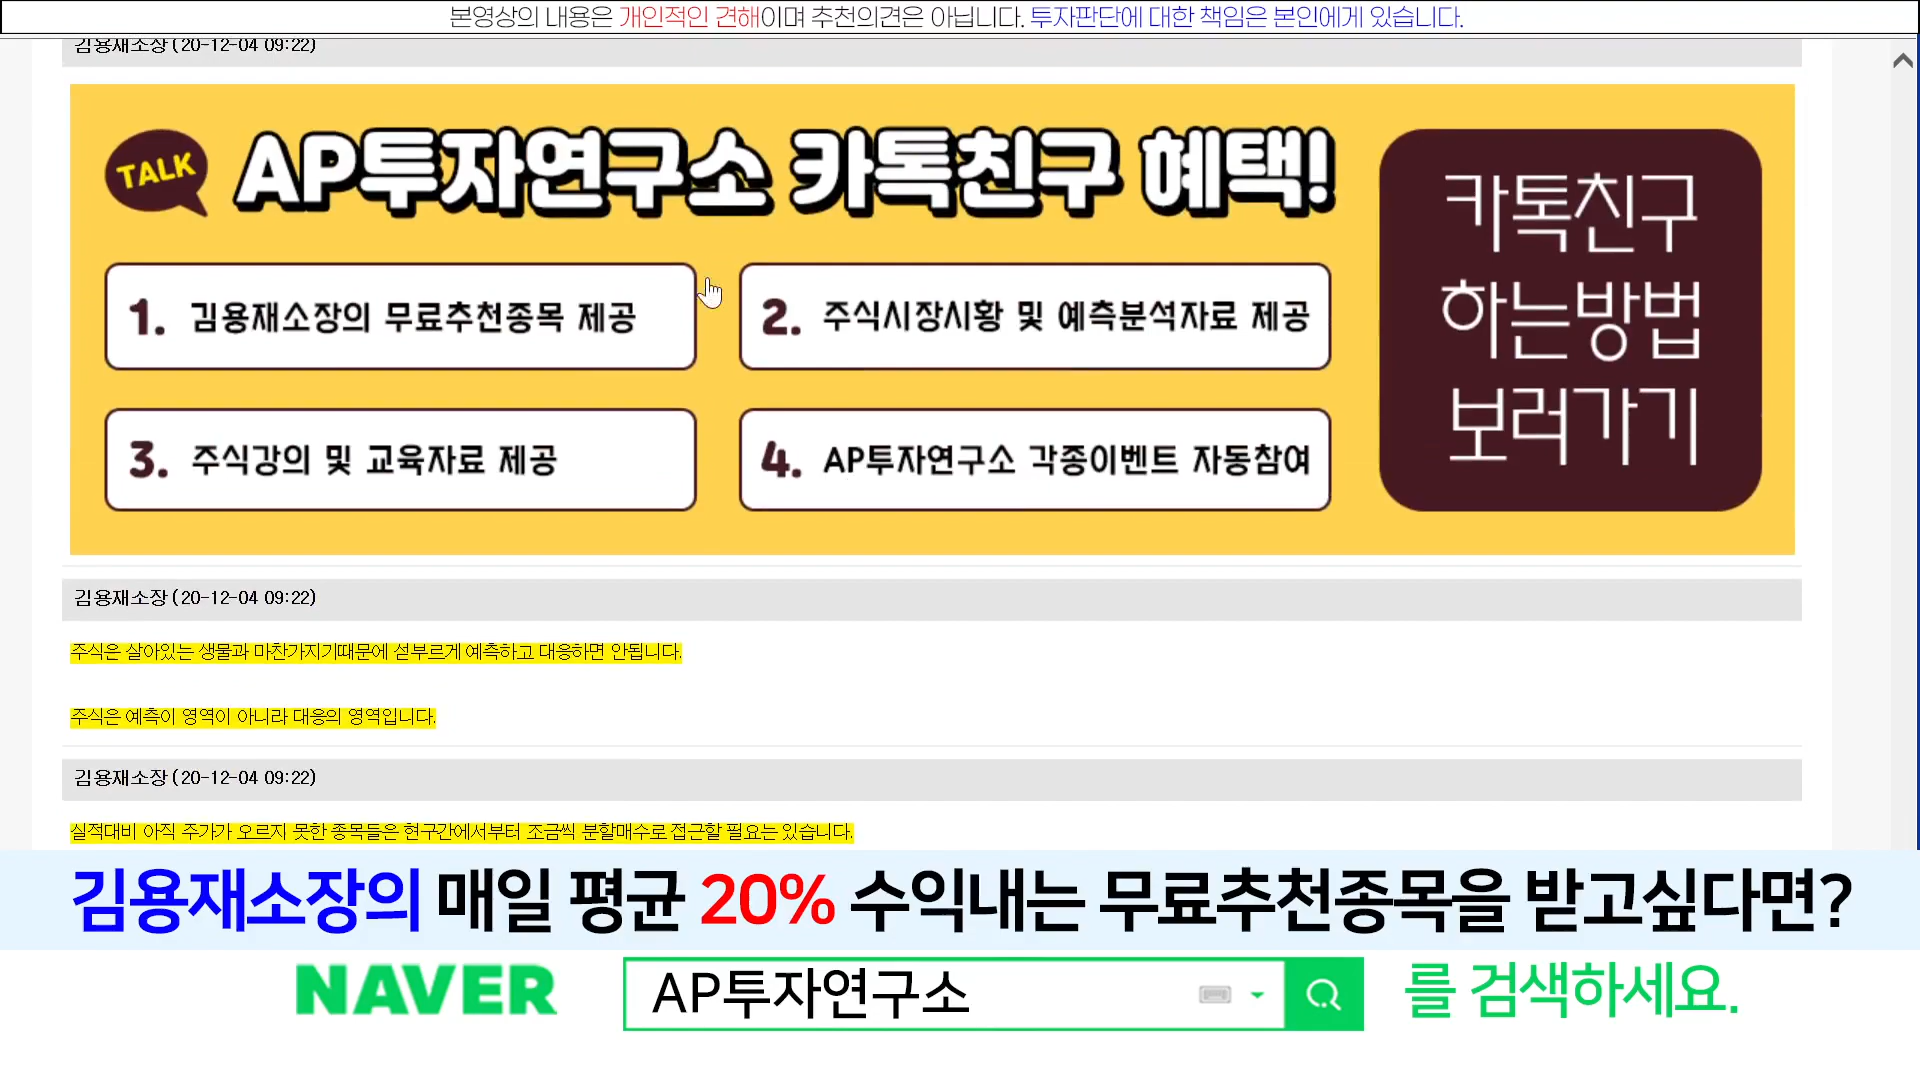 본영상의 내용은 개인적인 견해이며 추천의견은 아닙니다. 투자판단에 대한 책임은 본인에게 있습니다.
김용재소장 (20-12-04 09:22)
TALK
AP투자연구소 카톡친구 혜택!
1. 김용재소장의 무료추천종목 제공
2. 주식시장시황 및 예측분석자료 제공
3. 주식강의 및 교육자료 제공
4. AP투자연구소 각종이벤트 자동참여
카톡친구
하는방법
보러가기
김용재소장 (20-12-04 09:22)
주식은 살아있는 생물과 마찬가지기때문에 섣부르게 예측하고 대응하면 안됩니다.
주식은 예측이 영역이 아니라 대응의 영역입니다.
김용재소장 (20-12-04 09:22)
실적대비 아직 주가가 오르지 못한 종목들은 현구간에서부터 조금씩 분할매수로 접근할 필요는 있습니다.
김용재소장의 매일 평균 20% 수익내는 무료추천종목을 받고싶다면?
NAVER AP투자연구소 를 검색하세요.